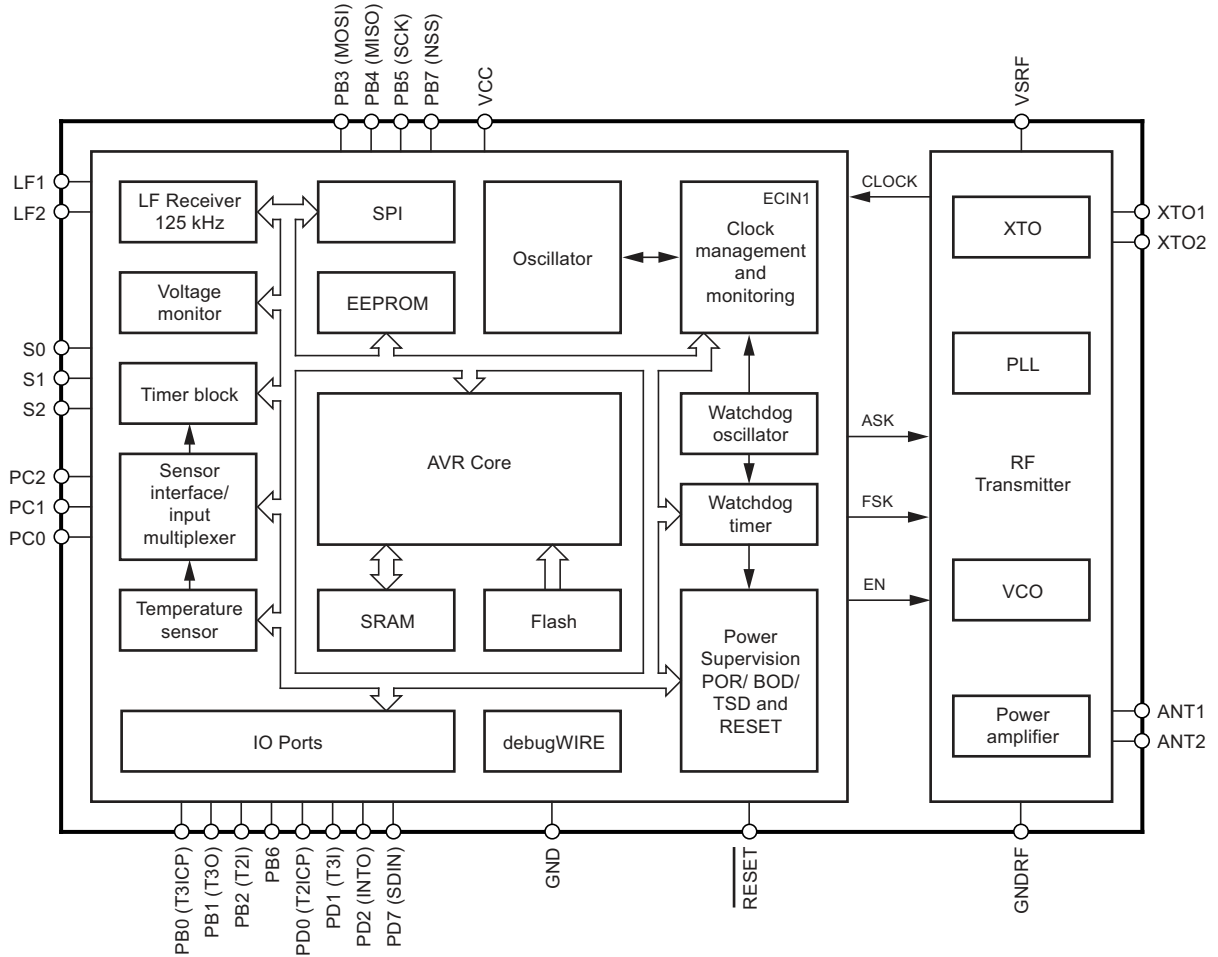 PB3 (MOSI)
PB4 (MISO)
PB5 (SCK)
PB7 (NSS)
VCC
VSRF
LF1
LF2
S0
S1
S2
PC2
PC1
PC0
LF Receiver
125 kHz
SPI
Oscillator
ECIN1
Clock
management
and
monitoring
Voltage
monitor
EEPROM
Timer block
AVR Core
Watchdog
oscillator
Sensor
interface/
input
multiplexer
Watchdog
timer
Temperature
sensor
SRAM
Flash
Power
Supervision
POR/ BOD/
TSD and
RESET
IO Ports
debugWIRE
CLOCK
ASK
FSK
EN
XTO
PLL
RF
Transmitter
VCO
Power
amplifier
XTO1
XTO2
ANT1
ANT2
PB0 (T3ICP)
PB1 (T3O)
PB2 (T2I)
PB6
PD0 (T2ICP)
PD1 (T3I)
PD2 (INTO)
PD7 (SDIN)
GND
RESET
GNDRF